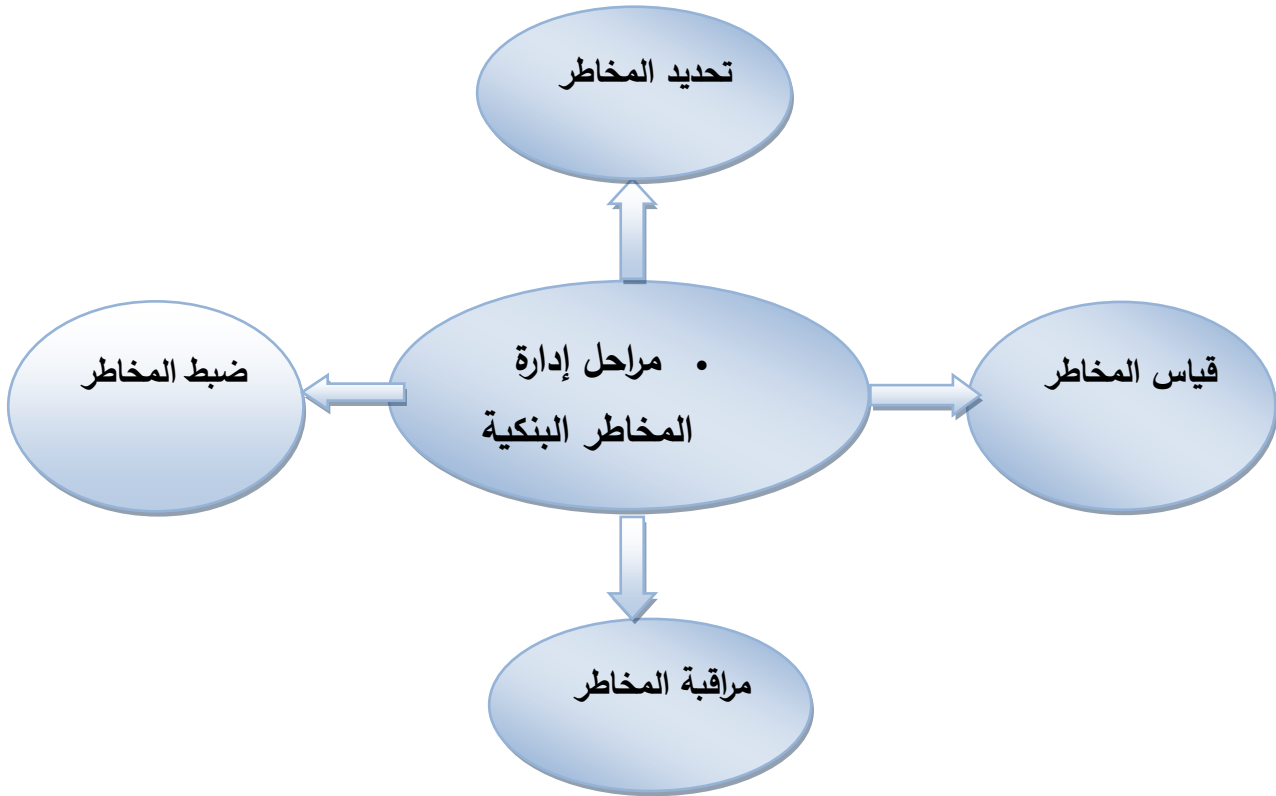 تحديد المخاطر
قياس المخاطر
• مراحل إدارة
المخاطر البنكية
ضبط المخاطر
مراقبة المخاطر